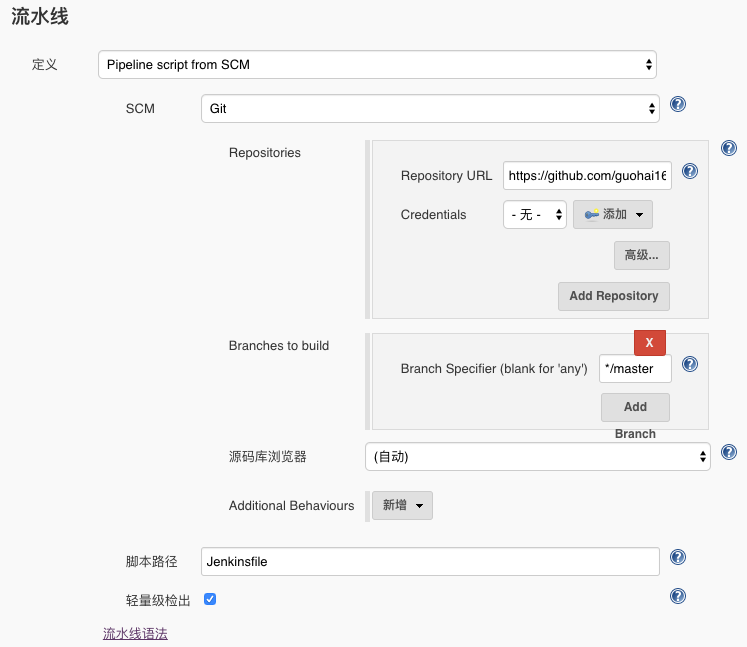 流水线
定义 Pipeline script from SCM
SCM Git
Repositories
Repository URL https://github.com/guohai16
Credentials - 无 - 添加
高级...
Add Repository
Branches to build
X
Branch Specifier (blank for 'any') */master
Add
Branch
源码库浏览器 (自动)
Additional Behaviours 新增
脚本路径 Jenkinsfile
轻量级检出
流水线语法